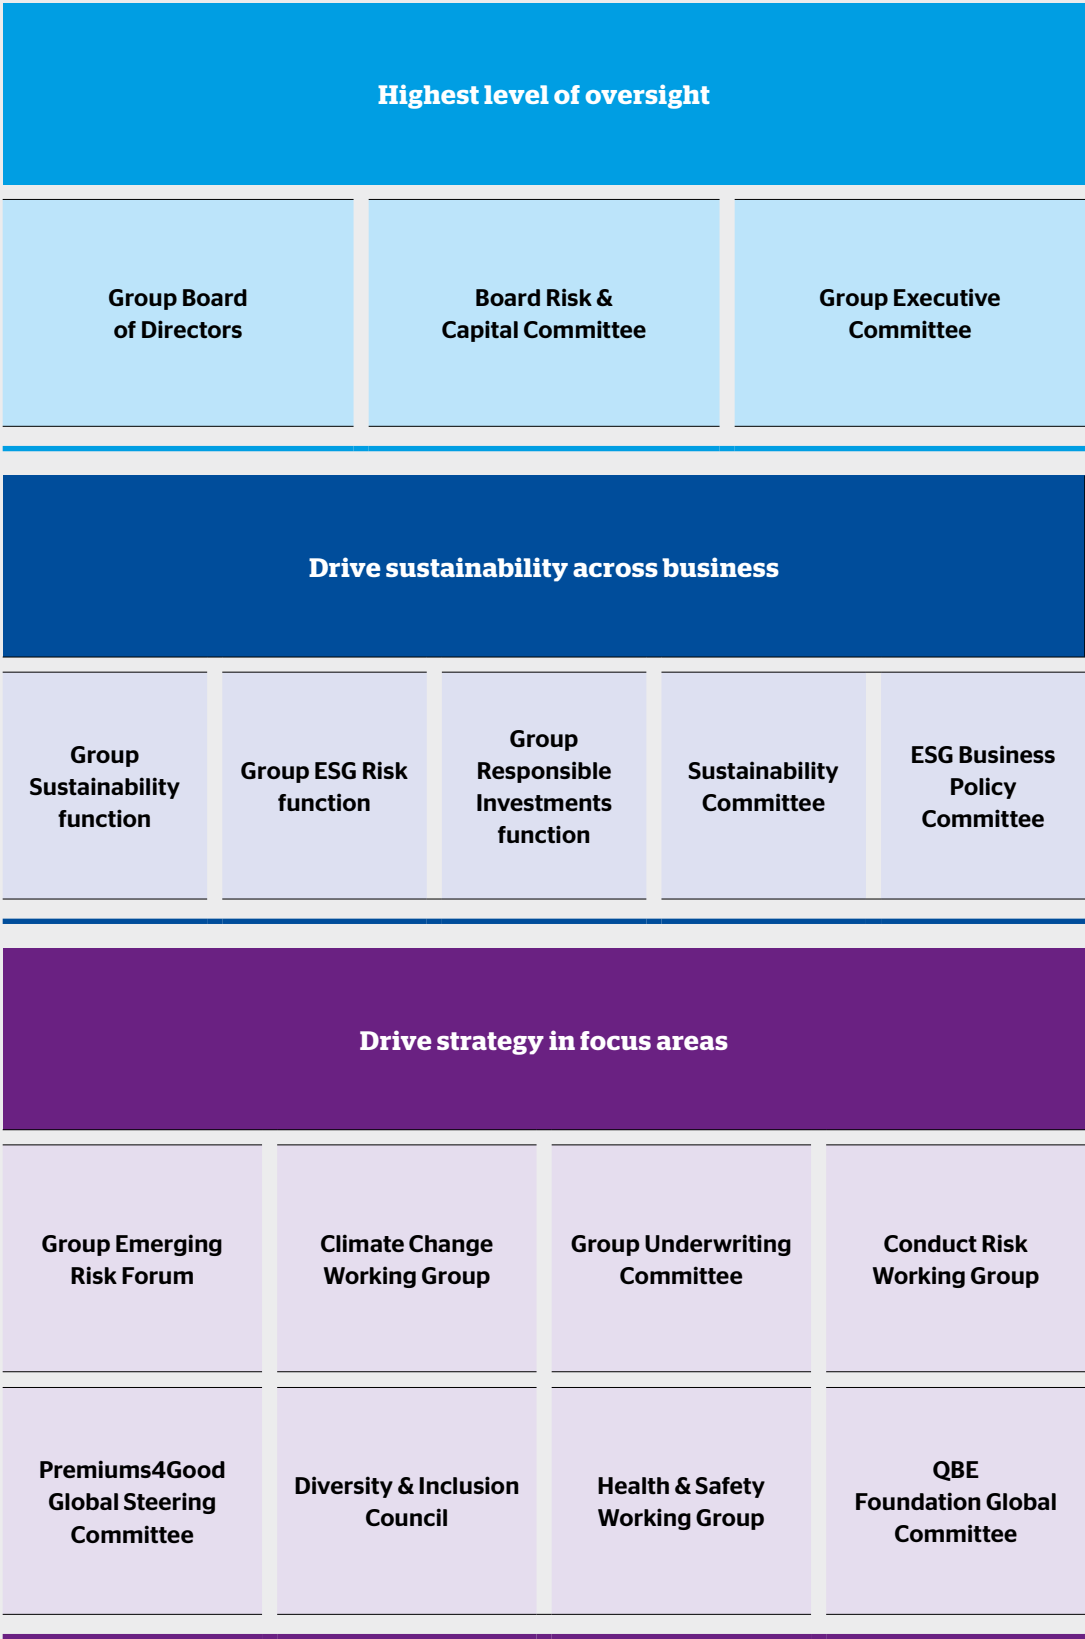 Highest level of oversight
Group Board
of Directors
Board Risk &
Capital Committee
Group Executive
Committee
Drive sustainability across business
Group
Sustainability
function
Group ESG Risk
function
Group
Responsible
Investments
function
Sustainability
Committee
ESG Business
Policy
Committee
Drive strategy in focus areas
Group Emerging
Risk Forum
Climate Change
Working Group
Group Underwriting
Committee
Conduct Risk
Working Group
Premiums4Good
Global Steering
Committee
Diversity & Inclusion
Council
Health & Safety
Working Group
QBE
Foundation Global
Committee